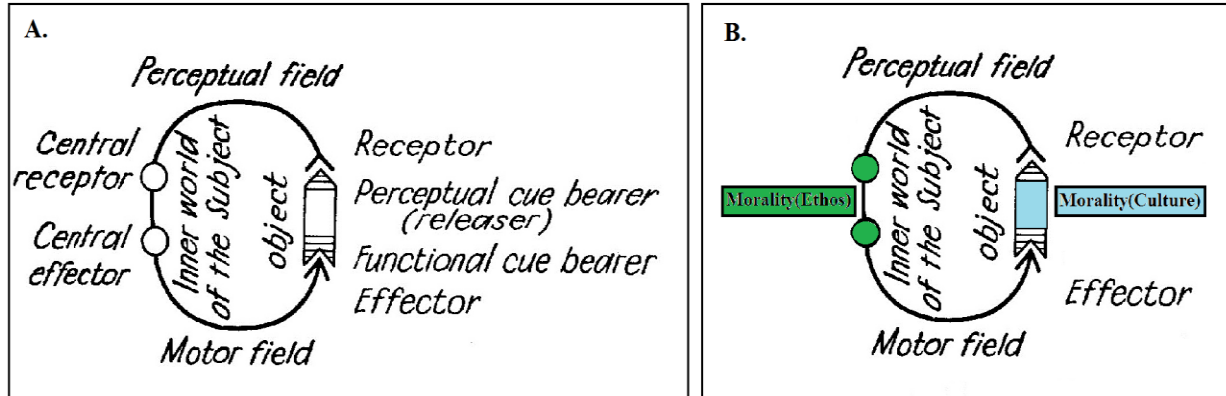 A.
Perceptual field
Central
receptor
Central
effector
Inner world
of the Subject
object
Receptor
Perceptual cue bearer
(releaser)
Functional cue bearer
Effector
Motor field
B.
Perceptual field
Morality(Ethos)
Inner world
of the Subject
object
Receptor
Morality(Culture)
Effector
Motor field